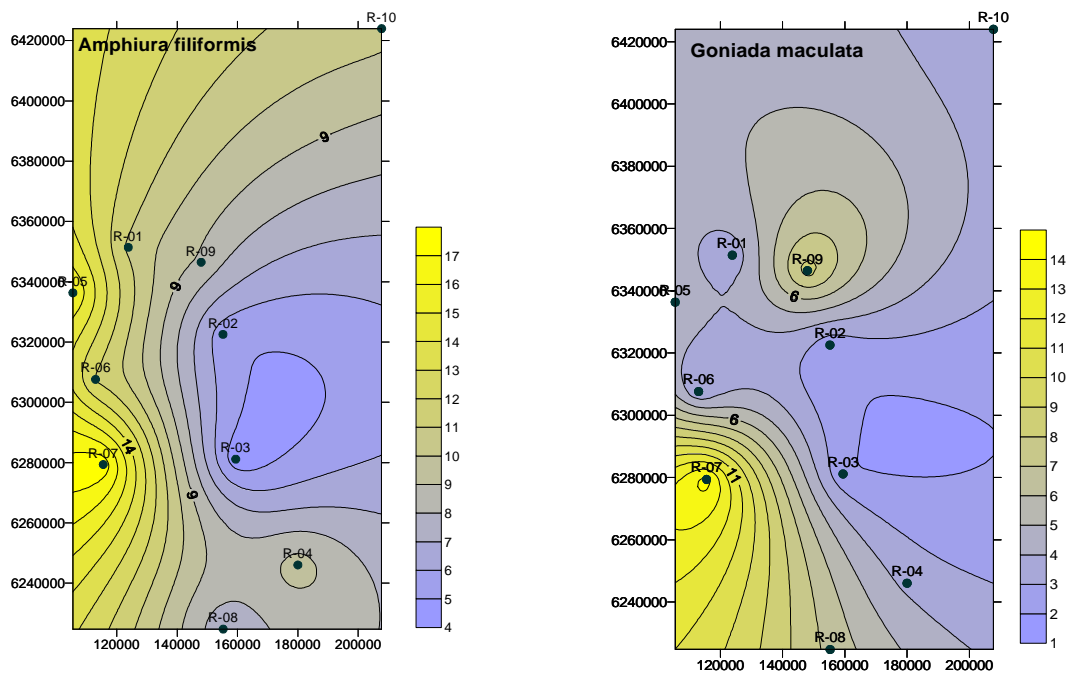 R-10
Amphiura filiformis
6420000
6400000
6380000
6360000
6340000
6320000
6300000
6280000
6260000
6240000
120000 140000 160000 180000 200000
9
9
14
9
R-01
R-09
R-05
R-02
R-06
R-03
R-07
R-04
R-08
17
16
15
14
13
12
11
10
9
8
7
6
5
4
R-10
Goniada maculata
6420000
6400000
6380000
6360000
6340000
6320000
6300000
6280000
6260000
6240000
120000 140000 160000 180000 200000
R-01
R-09
6
R-05
R-02
R-06
6
R-03
R-07
11
R-04
R-08
14
13
12
11
10
9
8
7
6
5
4
3
2
1